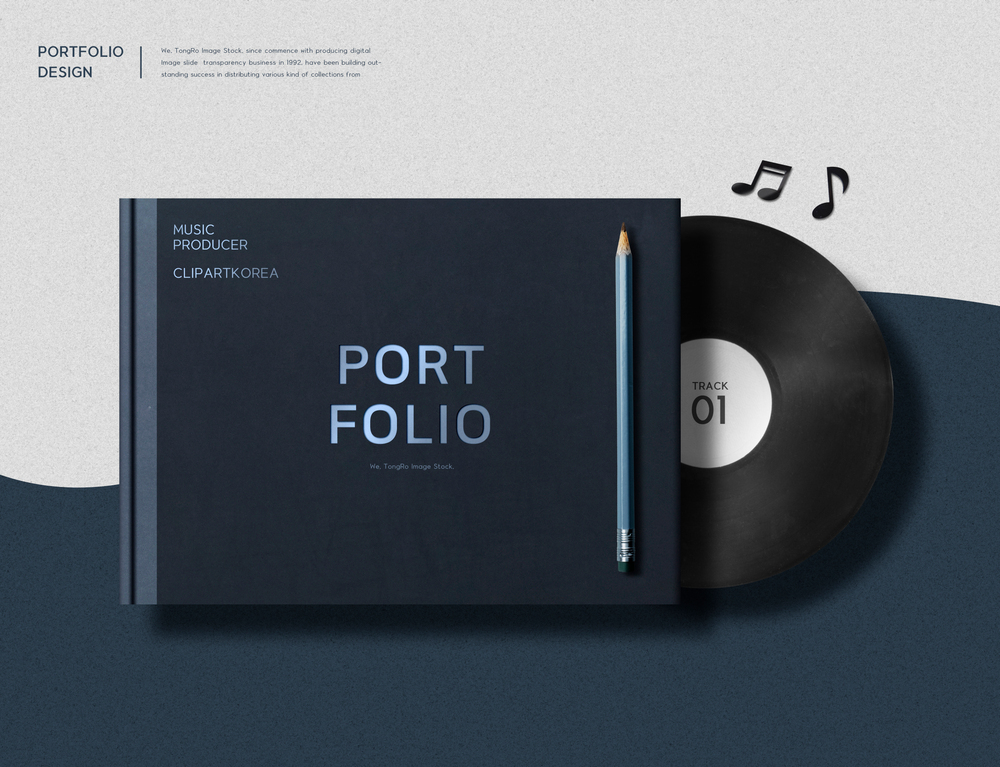 PORTFOLIO
DESIGN
We, TongRo Image Stock, since commence with producing digital
Image slide transparency business in 1992, have been building out-
standing success in distributing various kind of collections from
MUSIC
PRODUCER
CLIPARTKOREA
PORT
FOLIO
We, TongRo Image Stock,
TRACK
01